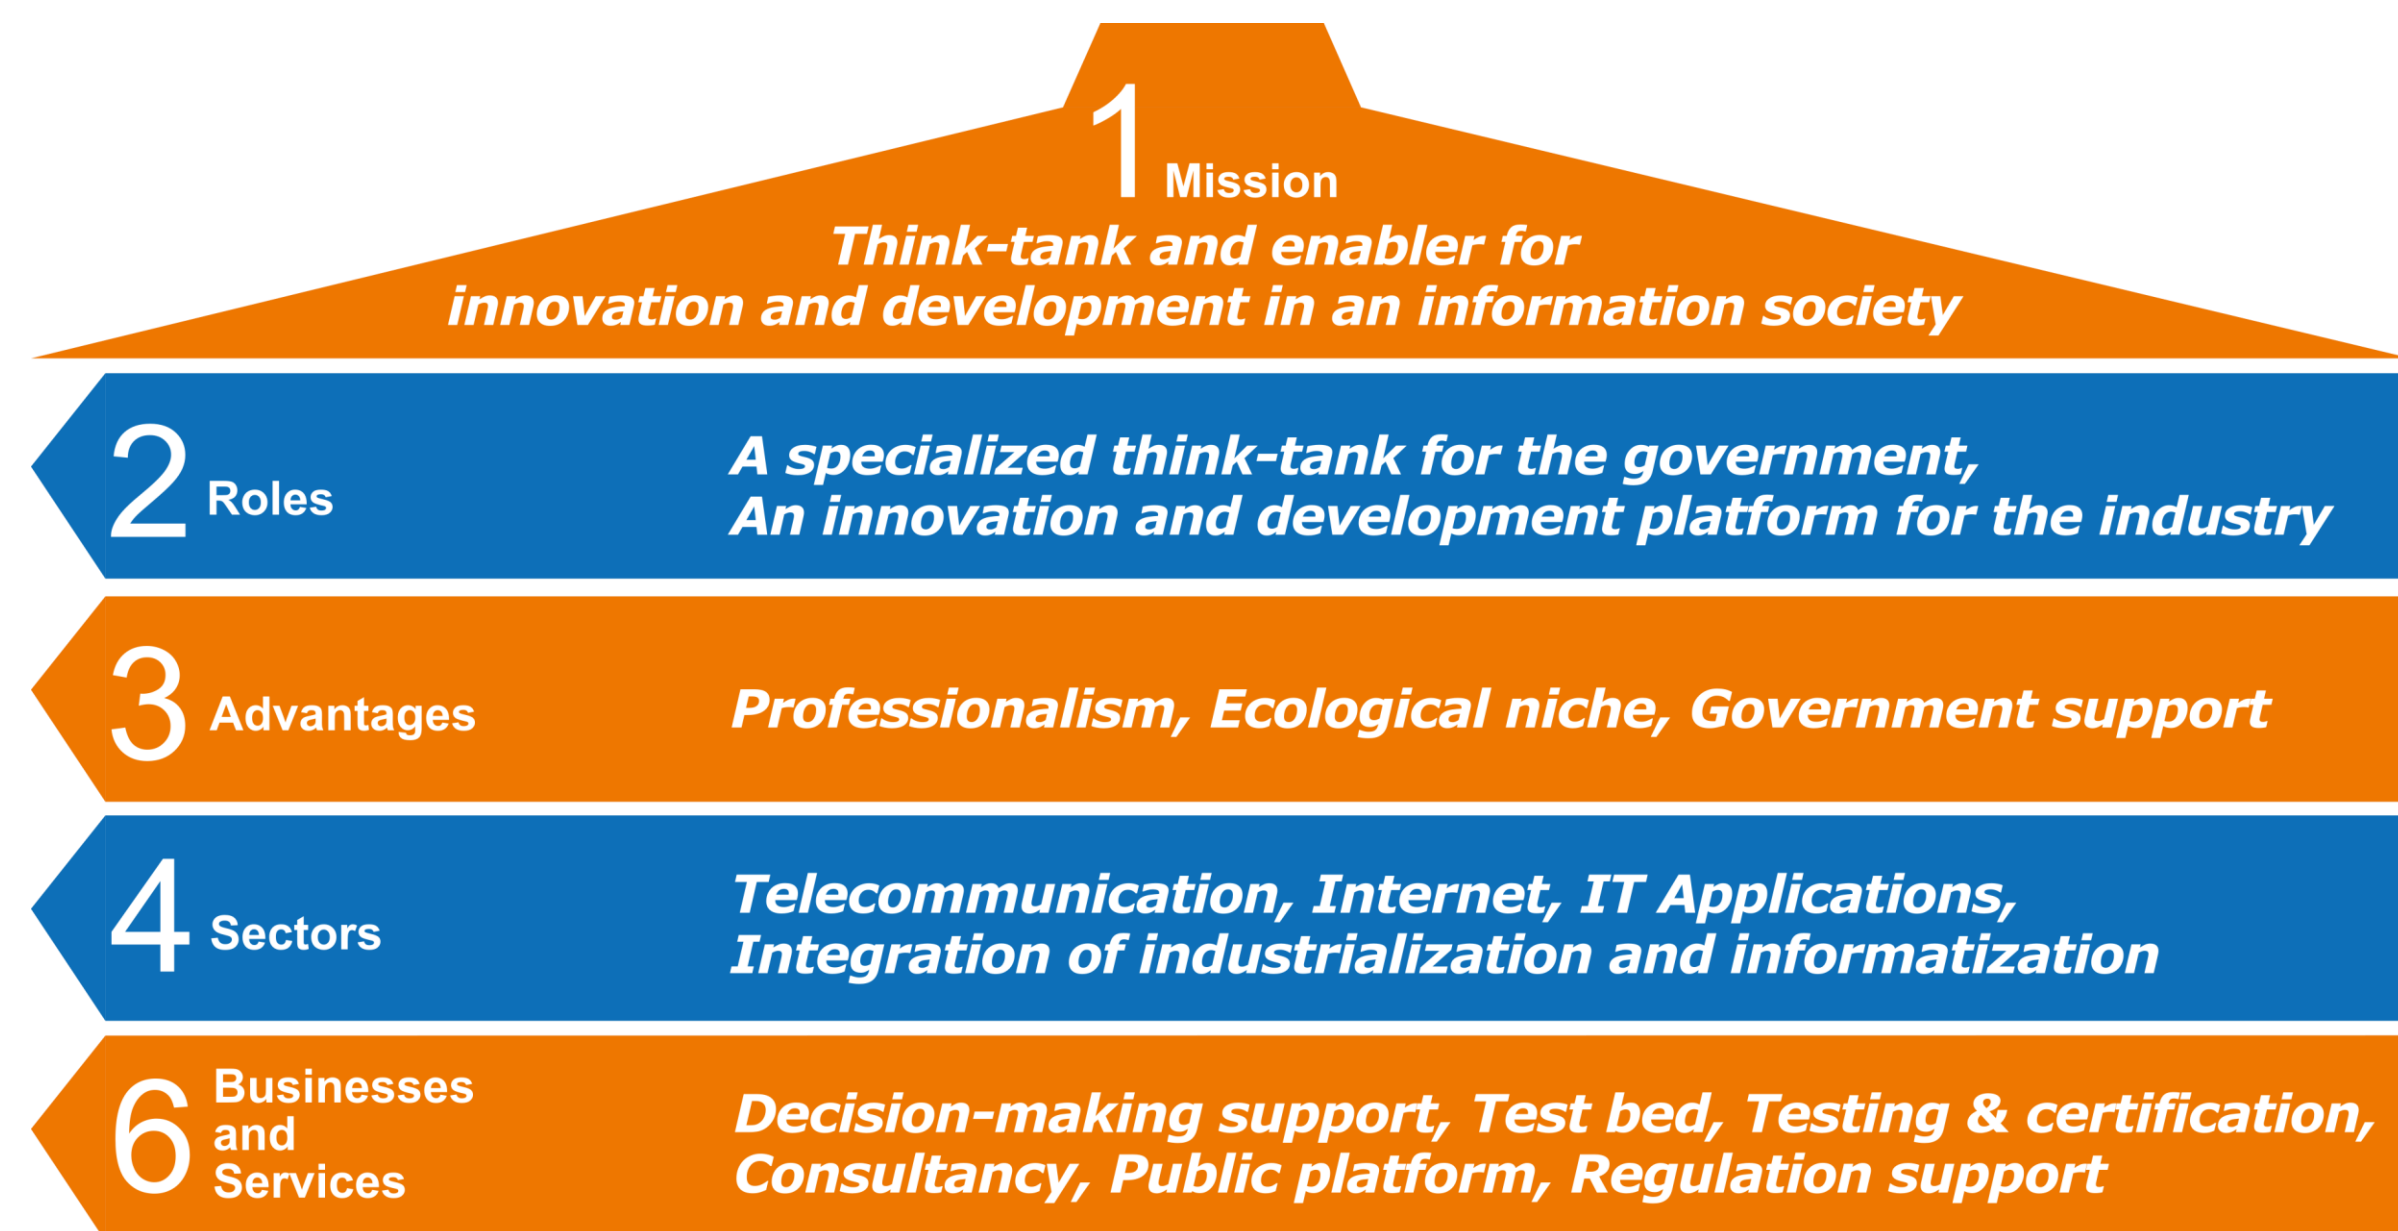 1 Mission
Think-tank and enabler for
innovation and development in an information society
2 Roles
A specialized think-tank for the government,
An innovation and development platform for the industry
3 Advantages
Professionalism, Ecological niche, Government support
4 Sectors
Telecommunication, Internet, IT Applications,
Integration of industrialization and informatization
6 Businesses
and
Services
Decision-making support, Test bed, Testing & certification,
Consultancy, Public platform, Regulation support